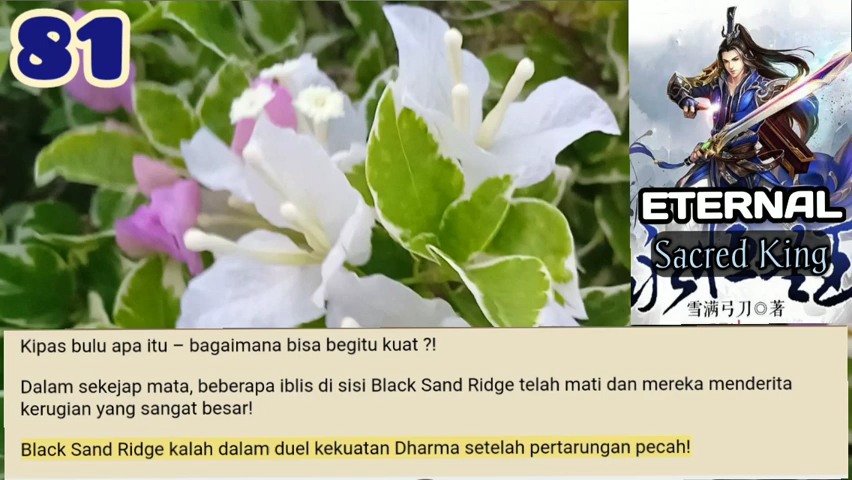 81
ETERNAL
Sacred King
雪满弓刀◎著
Kipas bulu apa itu – bagaimana bisa begitu kuat ?!
Dalam sekejap mata, beberapa iblis di sisi Black Sand Ridge telah mati dan mereka menderita
kerugian yang sangat besar!
Black Sand Ridge kalah dalam duel kekuatan Dharma setelah pertarungan pecah!